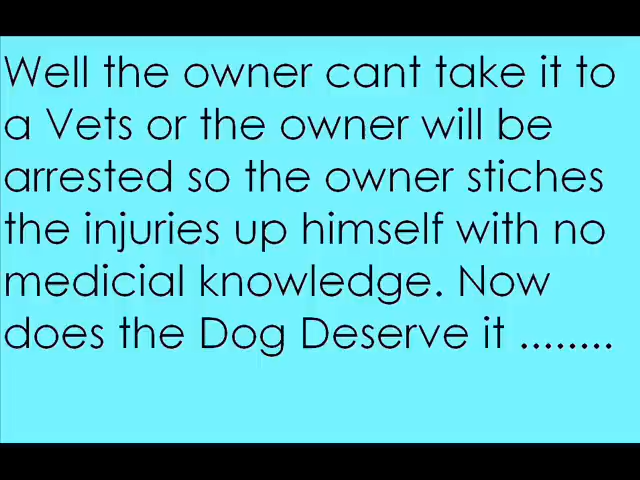 Well the owner cant take it to
a Vets or the owner will be
arrested so the owner stiches
the injuries up himself with no
medicial knowledge. Now
does the Dog Deserve it ........